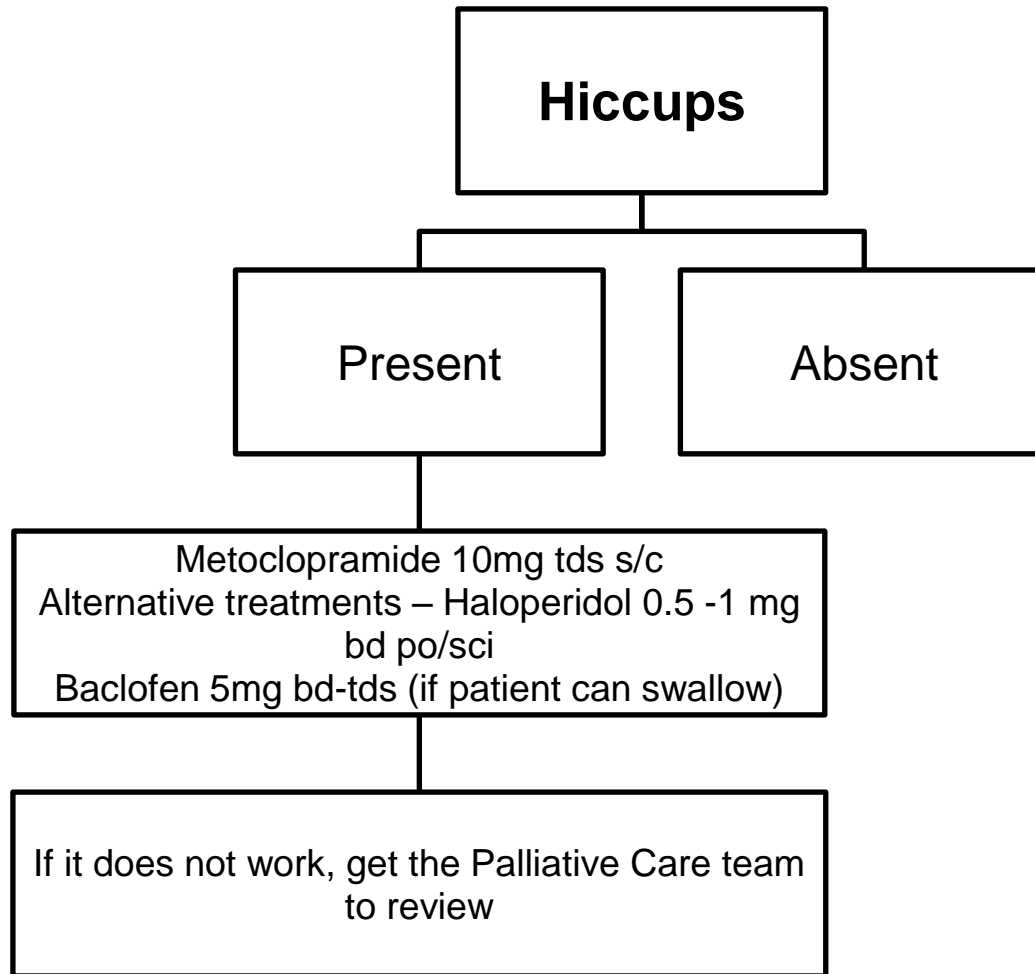 Hiccups
Present
Absent
Metoclopramide 10mg tds s/c
Alternative treatments – Haloperidol 0.5 -1 mg
bd po/sci
Baclofen 5mg bd-tds (if patient can swallow)
If it does not work, get the Palliative Care team
to review